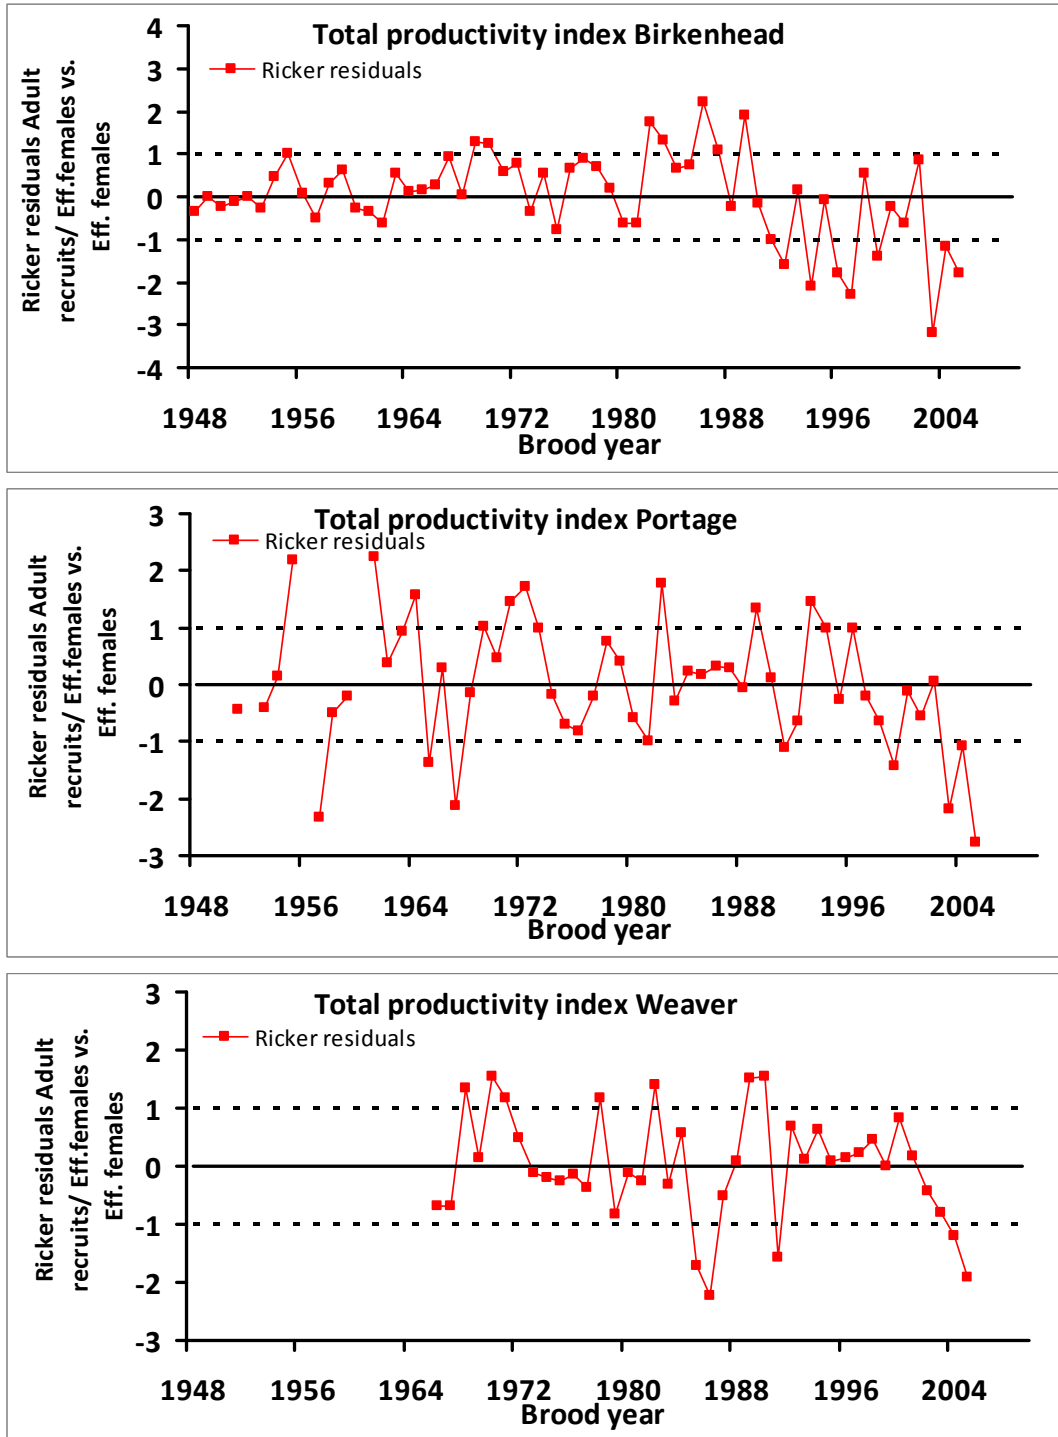 Total productivity index Birkenhead
Ricker residuals
Ricker residuals Adult
recruits/ Eff.females vs.
Eff. females
4
3
2
1
0
-1
-2
-3
-4
1948 1956 1964 1972 1980 1988 1996 2004
Brood year
Total productivity index Portage
Ricker residuals
Ricker residuals Adult
recruits/ Eff.females vs.
Eff. females
3
2
1
0
-1
-2
-3
1948 1956 1964 1972 1980 1988 1996 2004
Brood year
Total productivity index Weaver
Ricker residuals
Ricker residuals Adult
recruits/ Eff.females vs.
Eff. females
3
2
1
0
-1
-2
-3
1948 1956 1964 1972 1980 1988 1996 2004
Brood year